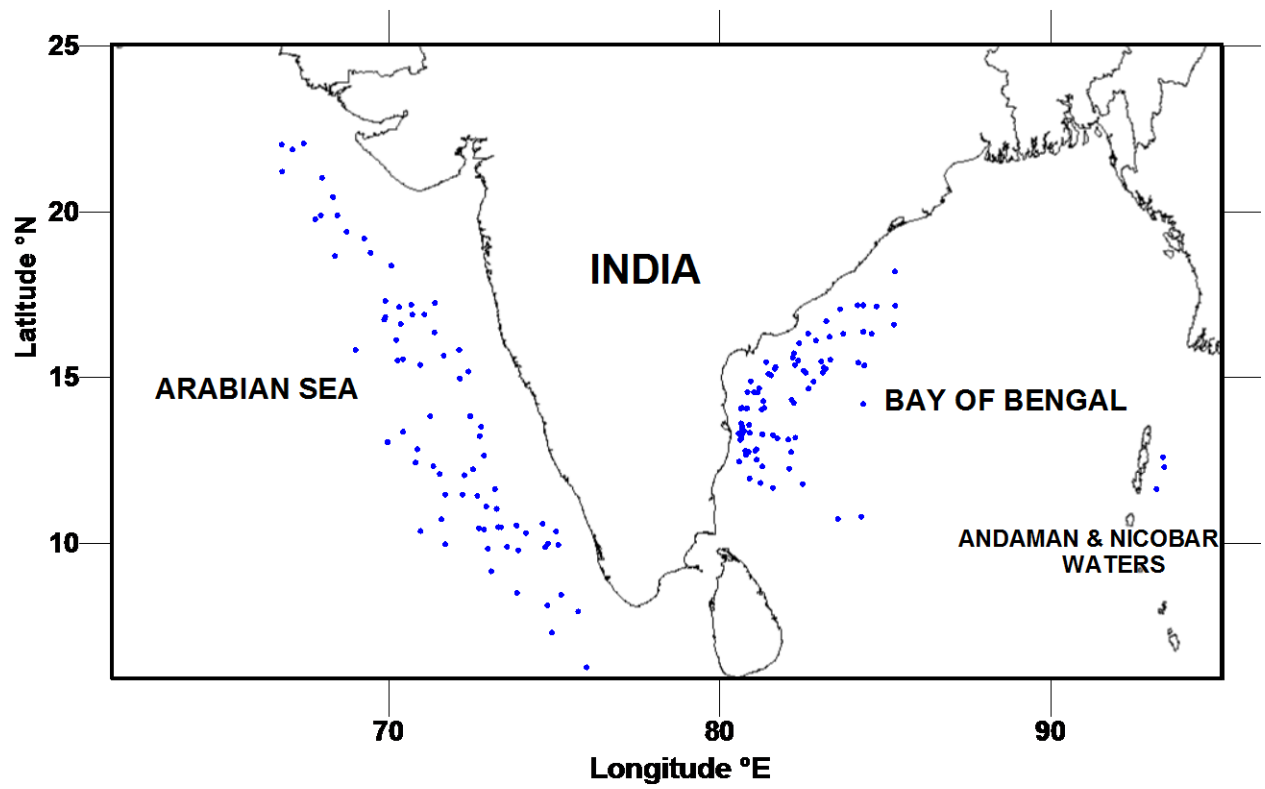 25
20
15
10
Latitude °N
INDIA
ARABIAN SEA
BAY OF BENGAL
ANDAMAN & NICOBAR
WATERS
70
80
90
Longitude °E